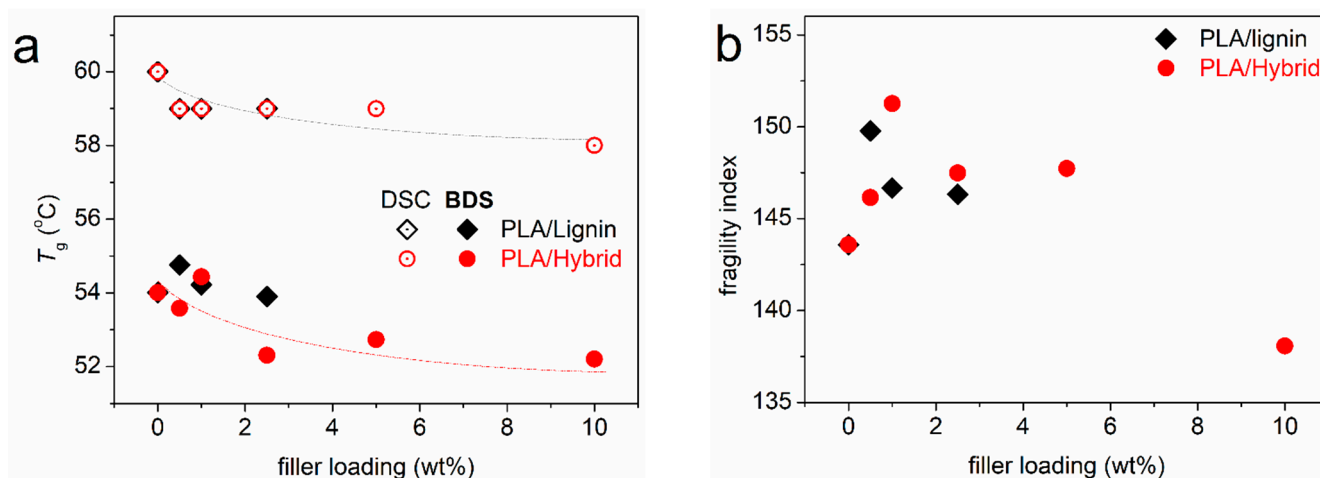 a
T_g (°C)
60
58
56
54
52
0
2
4
6
8
10
filler loading (wt%)
DSC BDS
PLA/Lignin
PLA/Hybrid
b
fragility index
155
150
145
140
135
0
2
4
6
8
10
filler loading (wt%)
PLA/lignin
PLA/Hybrid